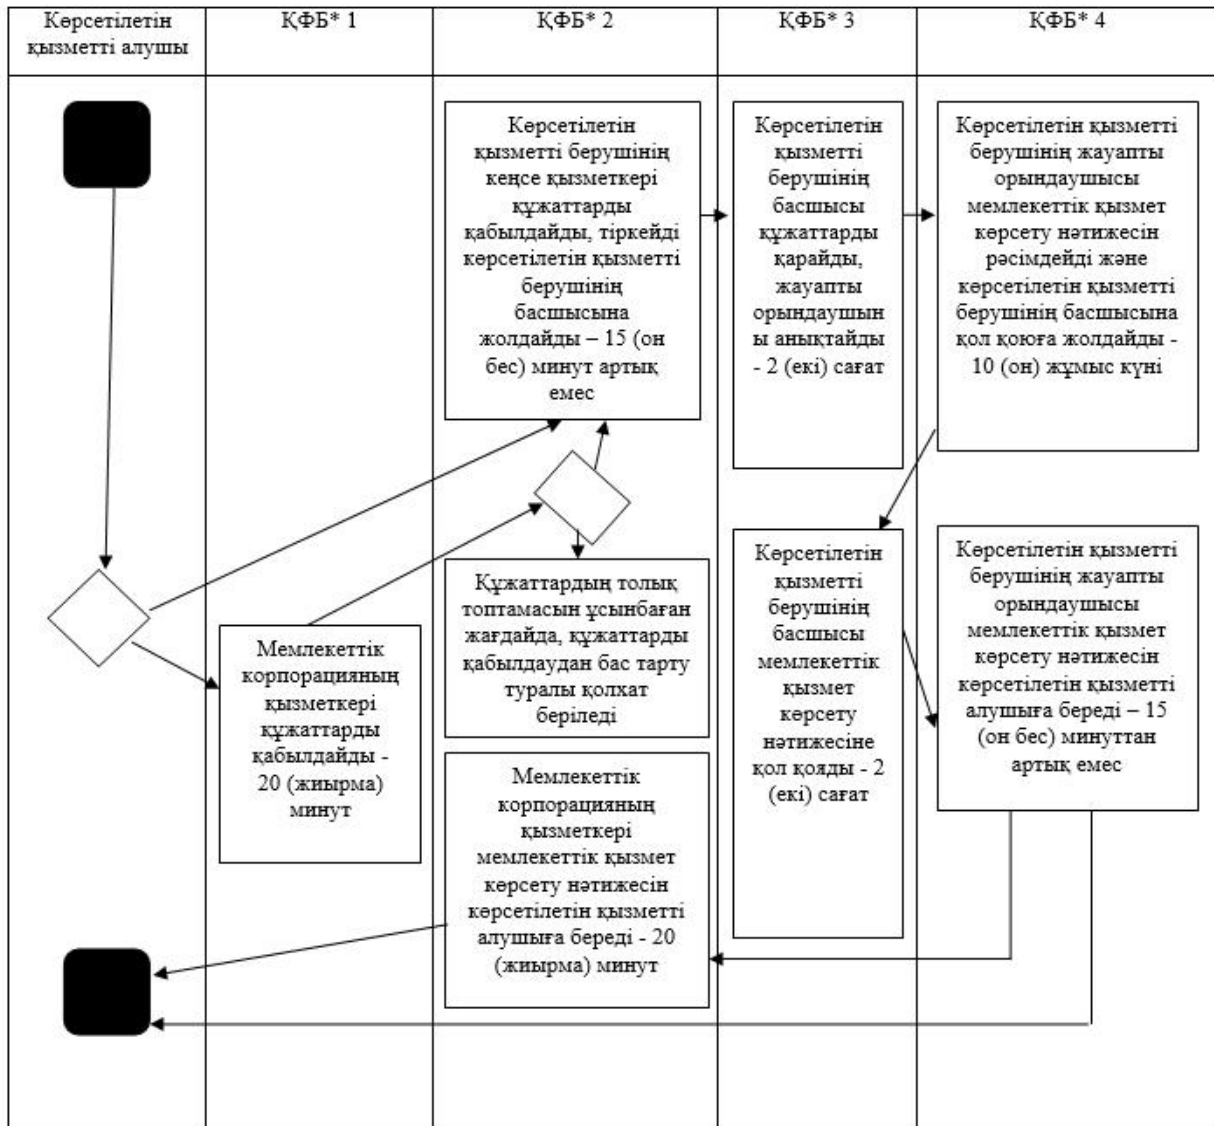 Көрсетілетін
қызметті алушы
ҚФБ* 1
ҚФБ* 2
ҚФБ* 3
ҚФБ* 4
Көрсетілетін
қызметті берушінің
кеңсе қызметкері
құжаттарды
қабылдайды, тіркейді
көрсетілетін қызметті
берушінің
басшысына
жолдайды – 15 (он
бес) минут артық
емес
Көрсетілетін
қызметті
берушінің
басшысы
құжаттарды
қарайды,
жауапты
орындаушын
ы анықтайды
- 2 (екі) сағат
Көрсетілетін қызметті
берушінің жауапты
орындаушысы
мемлекеттік қызмет
көрсету нәтижесін
рәсімдейді және
көрсетілетін қызметті
берушінің басшысына
қол қоюға жолдайды -
10 (он) жұмыс күні
Мемлекеттік
корпорацияның
қызметкері
құжаттарды
қабылдайды -
20 (жиырма)
минут
Құжаттардың толық
топтамасын ұсынбаған
жағдайда, құжаттарды
қабылдаудан бас тарту
туралы қолхат
беріледі
Мемлекеттік
корпорацияның
қызметкері
мемлекеттік қызмет
көрсету нәтижесін
көрсетілетін қызметті
алушыға береді - 20
(жиырма) минут
Көрсетілетін
қызметті
берушінің
басшысы
мемлекеттік
қызмет
көрсету
нәтижесіне
қол қояды - 2
(екі) сағат
Көрсетілетін қызметті
берушінің жауапты
орындаушысы
мемлекеттік қызмет
көрсету нәтижесін
көрсетілетін қызметті
алушыға береді – 15
(он бес) минуттан
артық емес